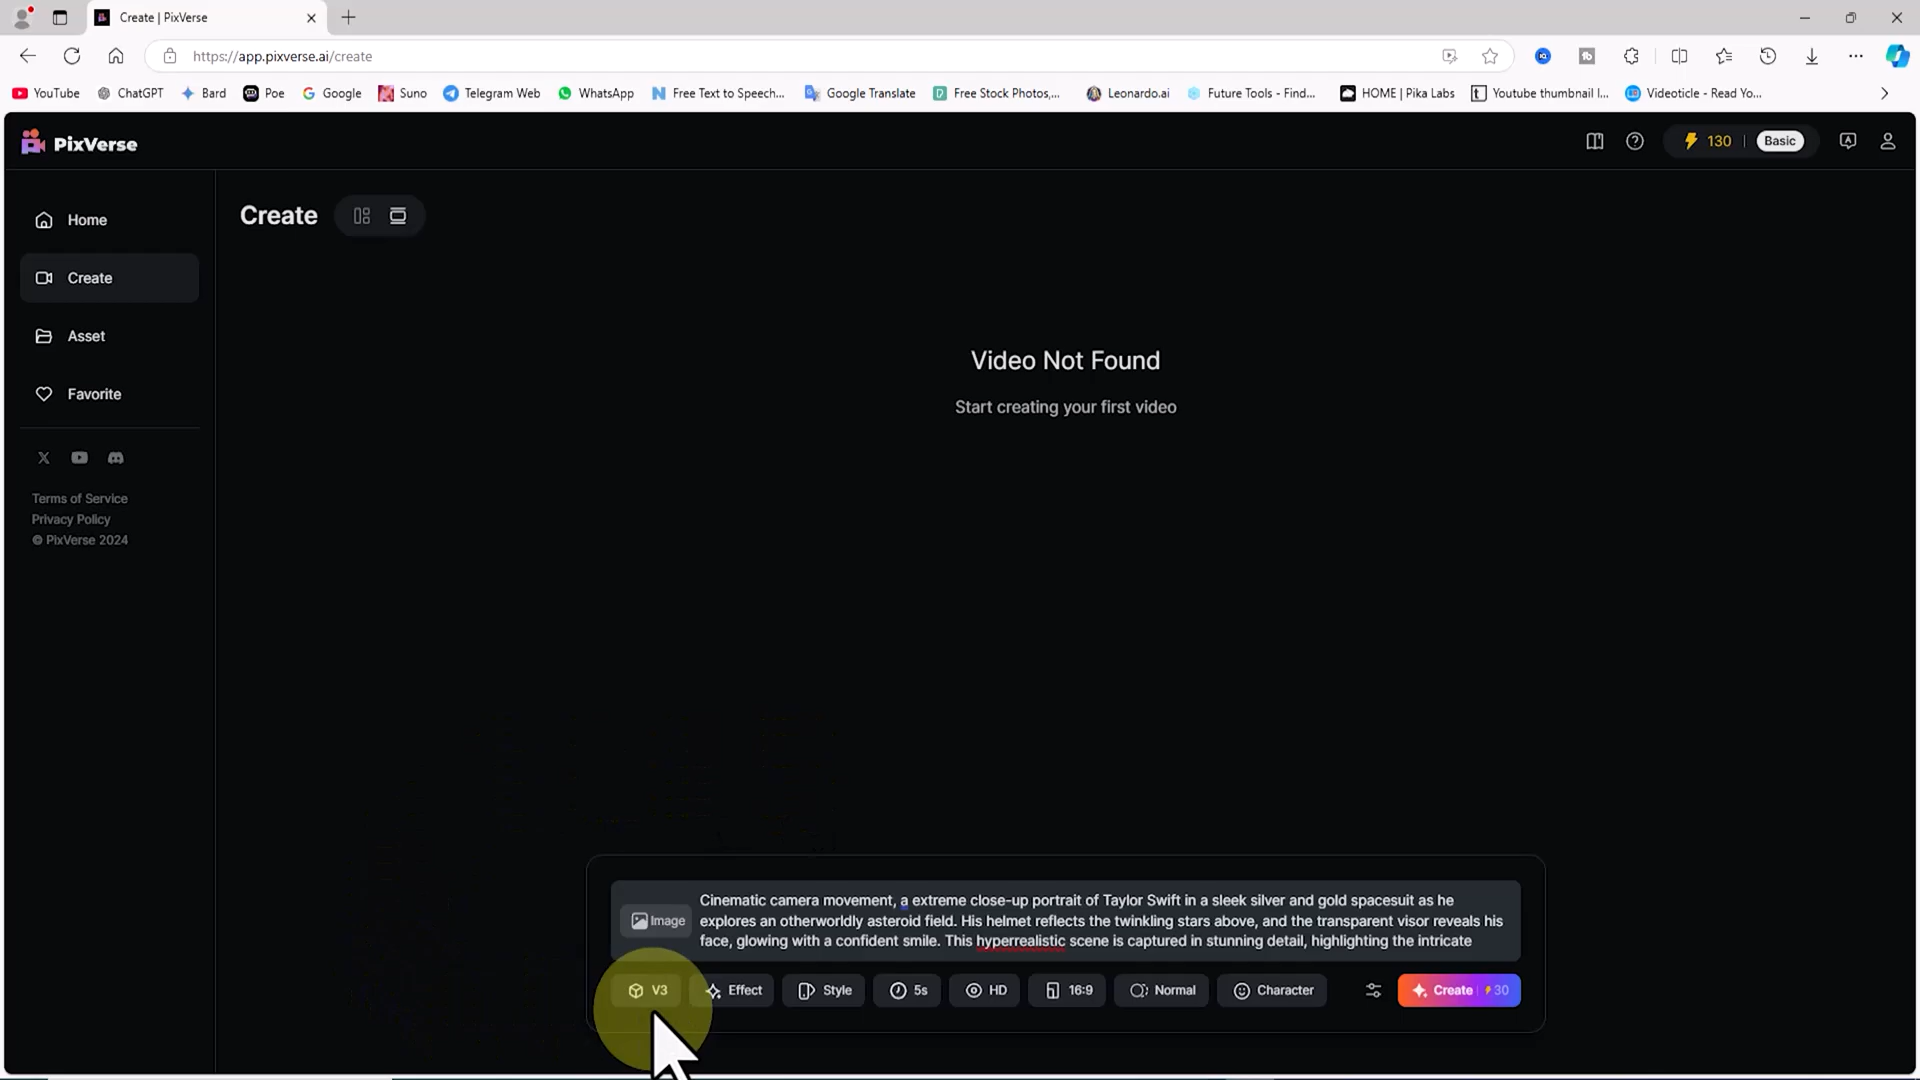 Create | PixVerse
https://app.pixverse.ai/create
YouTube
ChatGPT
Bard
Poe
Google
Suno
Telegram Web
WhatsApp
Free Text to Speech...
Google Translate
Free Stock Photos,...
Leonardo.ai
Future Tools - Find...
HOME | Pika Labs
Youtube thumbnail l...
Videoticle - Read Yo...
PixVerse
130
Basic
Home
Create
Asset
Favorite
Terms of Service
Privacy Policy
© PixVerse 2024
Create
Video Not Found
Start creating your first video
Image
Cinematic camera movement, a extreme close-up portrait of Taylor Swift in a sleek silver and gold spacesuit as he
explores an otherworldly asteroid field. His helmet reflects the twinkling stars above, and the transparent visor reveals his
face, glowing with a confident smile. This hyperrealistic scene is captured in stunning detail, highlighting the intricate
V3
Effect
Style
5s
HD
16:9
Normal
Character
Create
30